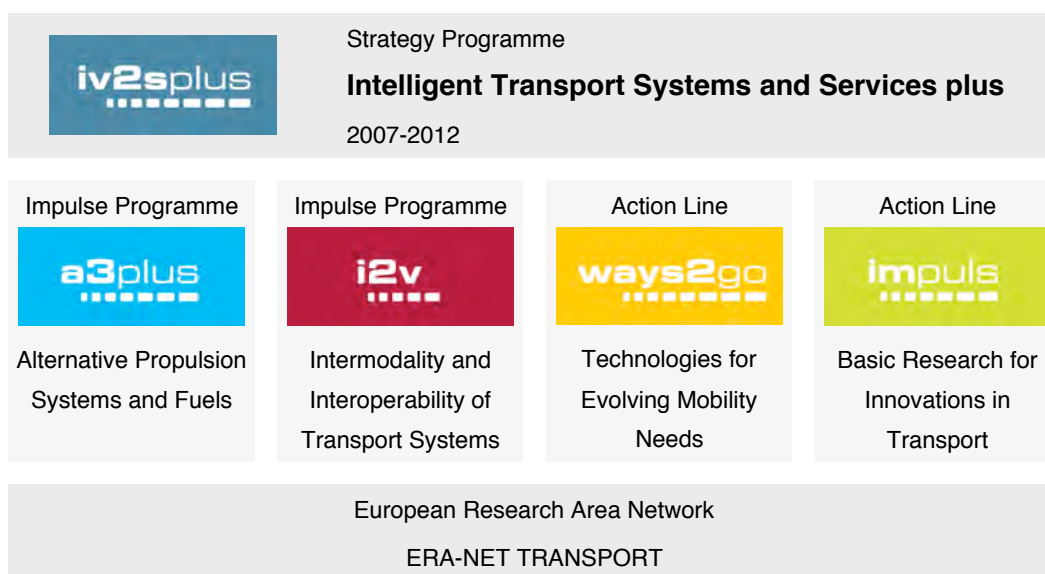 iv2splus
Strategy Programme
Intelligent Transport Systems and Services plus
2007-2012
Impulse Programme
a3plus
Alternative Propulsion
Systems and Fuels
Impulse Programme
i2v
Intermodality and
Interoperability of
Transport Systems
Action Line
ways2go
Technologies for
Evolving Mobility
Needs
Action Line
impuls
Basic Research for
Innovations in
Transport
European Research Area Network
ERA-NET TRANSPORT